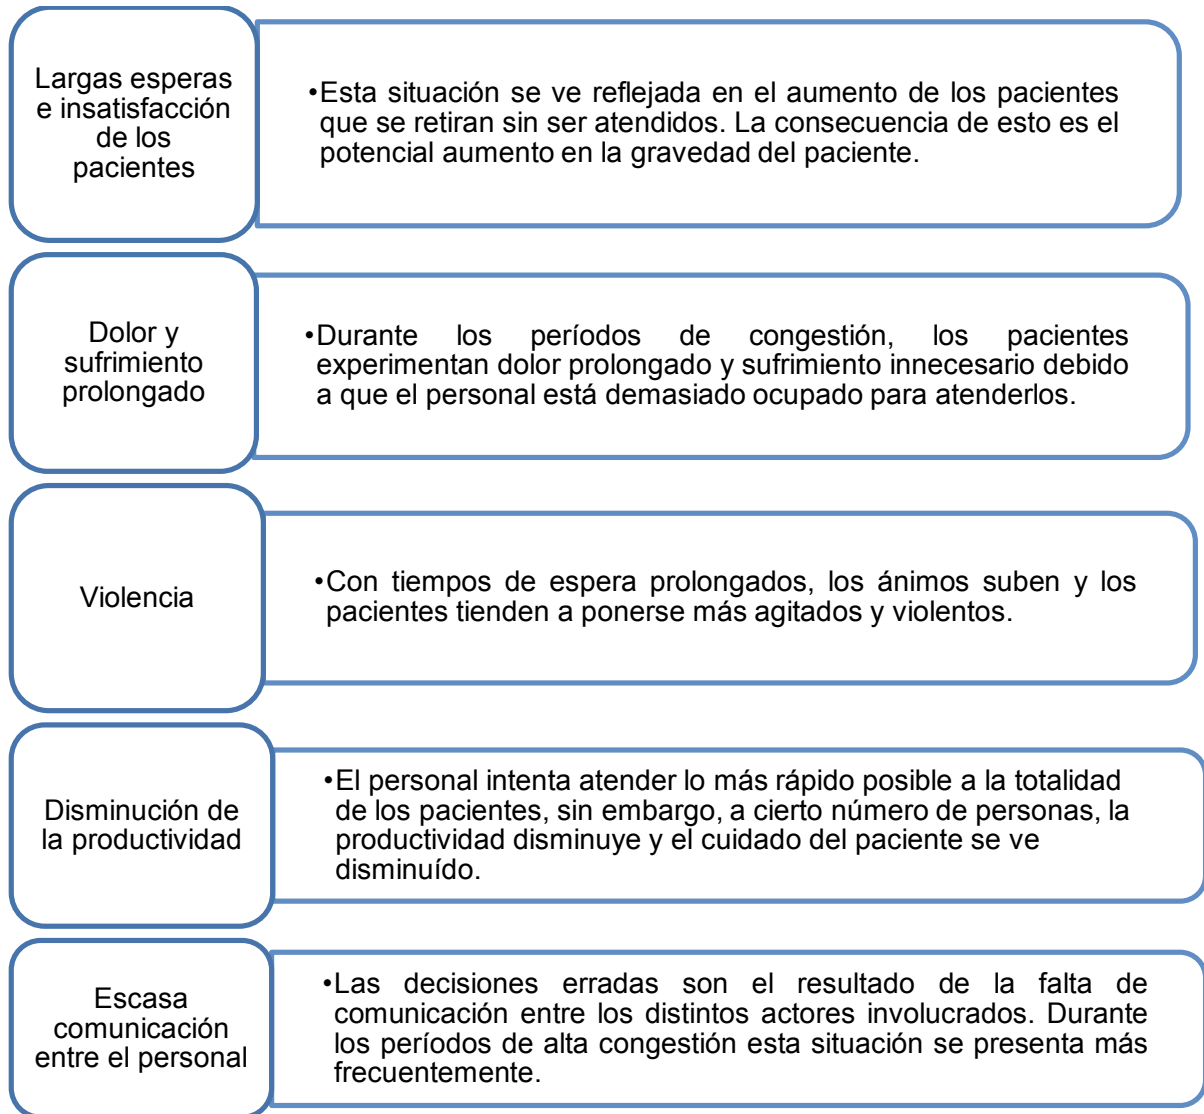 Largas esperas
e insatisfacción
de los
pacientes
•Esta situación se ve reflejada en el aumento de los pacientes
que se retiran sin ser atendidos. La consecuencia de esto es el
potencial aumento en la gravedad del paciente.
Dolor y
sufrimiento
prolongado
•Durante los períodos de congestión, los pacientes
experimentan dolor prolongado y sufrimiento innecesario debido
a que el personal está demasiado ocupado para atenderlos.
Violencia
•Con tiempos de espera prolongados, los ánimos suben y los
pacientes tienden a ponerse más agitados y violentos.
Disminución de
la productividad
•El personal intenta atender lo más rápido posible a la totalidad
de los pacientes, sin embargo, a cierto número de personas, la
productividad disminuye y el cuidado del paciente se ve
disminuído.
Escasa
comunicación
entre el personal
•Las decisiones erradas son el resultado de la falta de
comunicación entre los distintos actores involucrados. Durante
los períodos de alta congestión esta situación se presenta más
frecuentemente.